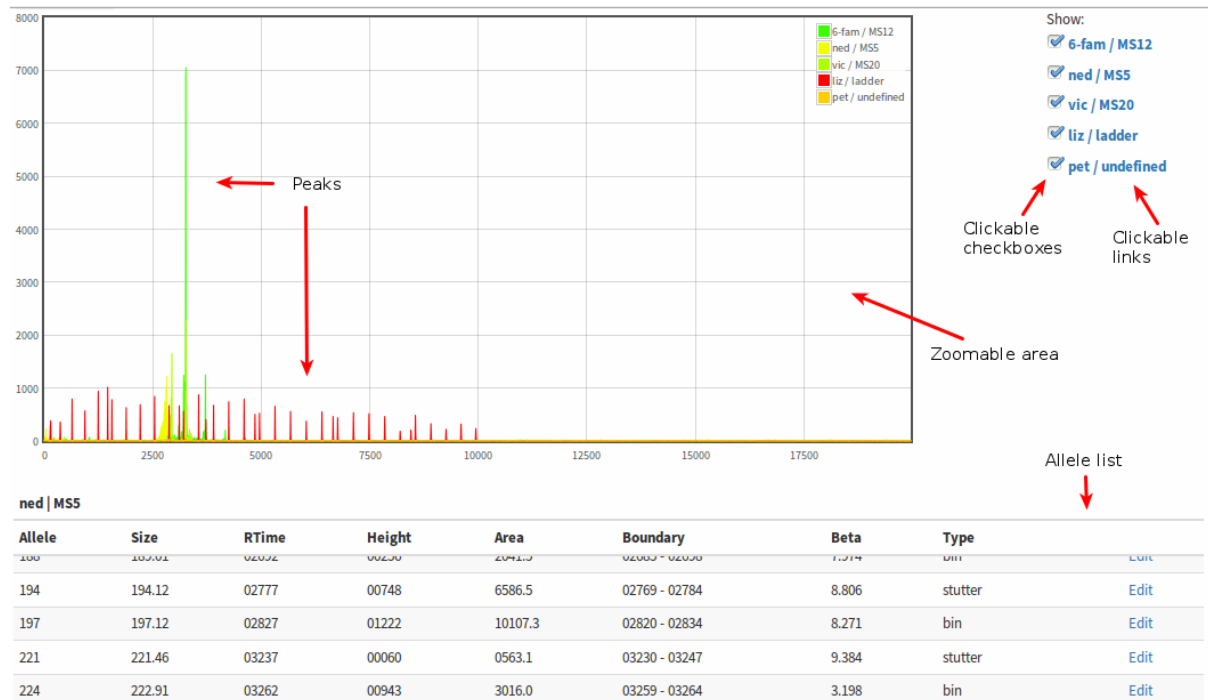 8000
7000
6000
5000
4000
3000
2000
1000
0
0 2500 5000 7500 10000 12500 15000 17500
6-fam / MS12
ned / MS5
vic / MS20
liz / ladder
pet / undefined
Peaks
Show:
6-fam / MS12
ned / MS5
vic / MS20
liz / ladder
pet / undefined
Clickable
checkboxes
Clickable
links
Zoomable area
Allele list
ned | MS5
Allele Size RTime Height Area Boundary Beta Type
bin Edit
194 194.12 02777 00748 6586.5 02769 - 02784 8.806 stutter Edit
197 197.12 02827 01222 10107.3 02820 - 02834 8.271 bin Edit
221 221.46 03237 00060 0563.1 03230 - 03247 9.384 stutter Edit
224 222.91 03262 00943 3016.0 03259 - 03264 3.198 bin Edit